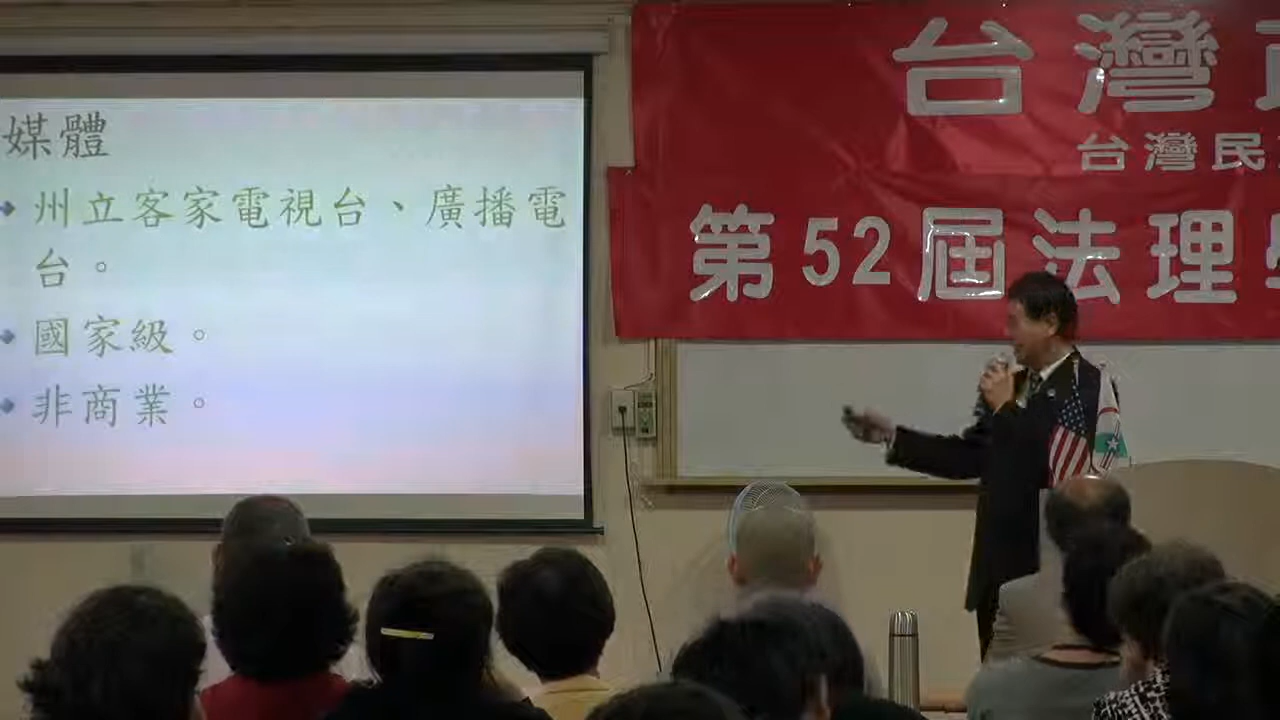 媒體
州立客家電視台、廣播電
台。
國家級。
非商業。
台灣
台灣民
第52屆法理